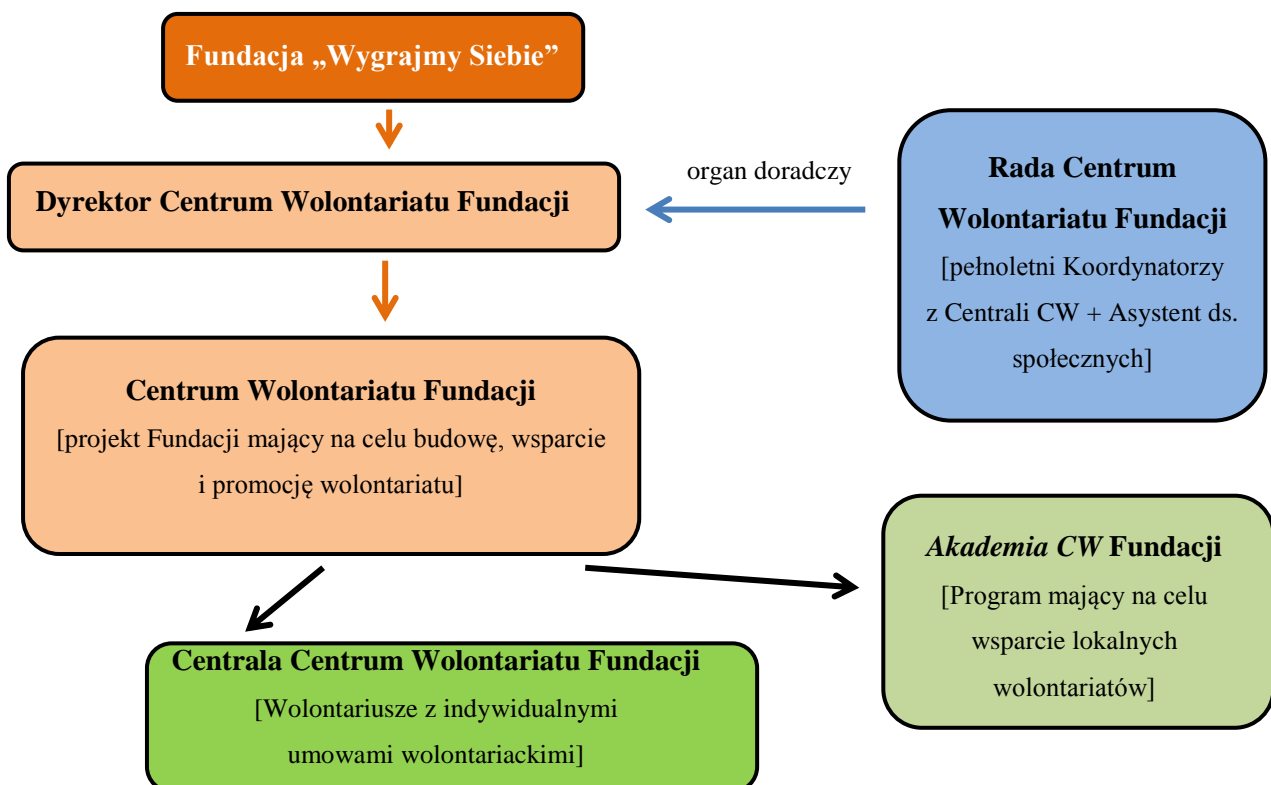 Fundacja „Wygrajmy Siebie”
Dyrektor Centrum Wolontariatu Fundacji
organ doradczy
Rada Centrum
Wolontariatu Fundacji
[pełnoletni Koordynatorzy
z Centrali CW + Asystent ds.
społecznych]
Centrum Wolontariatu Fundacji
[projekt Fundacji mający na celu budowę, wsparcie
i promocję wolontariatu]
Akademia CW Fundacji
[Program mający na celu
wsparcie lokalnych
wolontariatów]
Centrala Centrum Wolontariatu Fundacji
[Wolontariusze z indywidualnymi
umowami wolontariackimi]